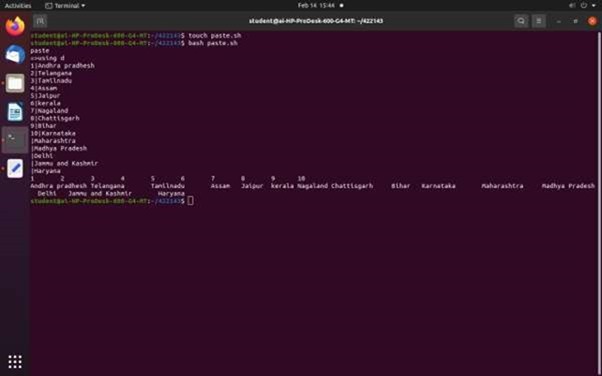 Activities Terminal Feb 14 15:44
student@ai-HP-ProDesk-600-G4-MT: ~/422143
student@ai-HP-ProDesk-600-G4-MT:~/422143$ touch paste.sh
student@ai-HP-ProDesk-600-G4-MT:~/422143$ bash paste.sh
paste
=>using d
1|Andhra pradhesh
2|Telangana
3|Tamilnadu
4|Assam
5|Jaipur
6|kerala
7|Nagaland
8|Chattisgarh
9|Bihar
10|Karnataka
|Maharashtra
|Madhya Pradesh
|Delhi
|Jammu and Kashmir
|Haryana
1 2 3 4 5 6 7 8 9 10
Andhra pradhesh Telangana Tamilnadu Assam Jaipur kerala Nagaland Chattisgarh Bihar Karnataka Maharashtra Madhya Pradesh
Delhi Jammu and Kashmir Haryana
student@ai-HP-ProDesk-600-G4-MT:~/422143$